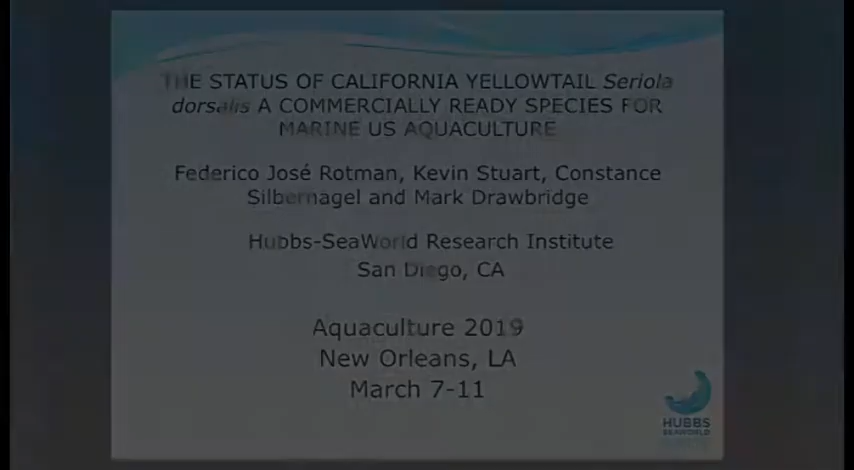 THE STATUS OF CALIFORNIA YELLOWTAIL Seriola
dorsalis A COMMERCIALLY READY SPECIES FOR
MARINE US AQUACULTURE
Federico José Rotman, Kevin Stuart, Constance
Silbernagel and Mark Drawbridge
Hubbs-SeaWorld Research Institute
San Diego, CA
Aquaculture 2019
New Orleans, LA
March 7-11
HUBBS
SEAWORLD